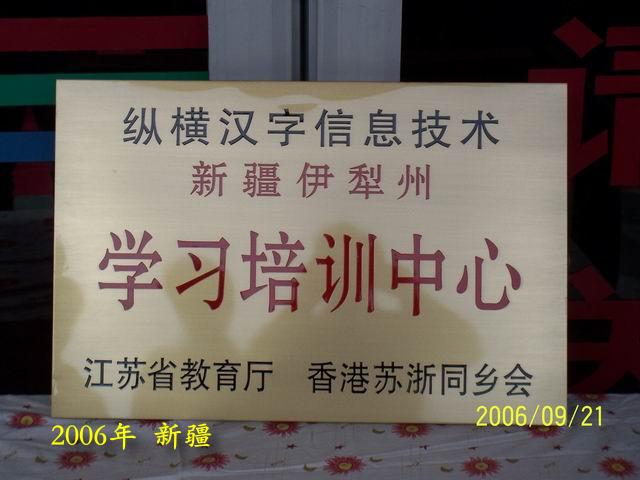 纵横汉字信息技术
新疆伊犁州
学习培训中心
江苏省教育厅 香港苏浙同乡会
2006/09/21
2006年 新疆